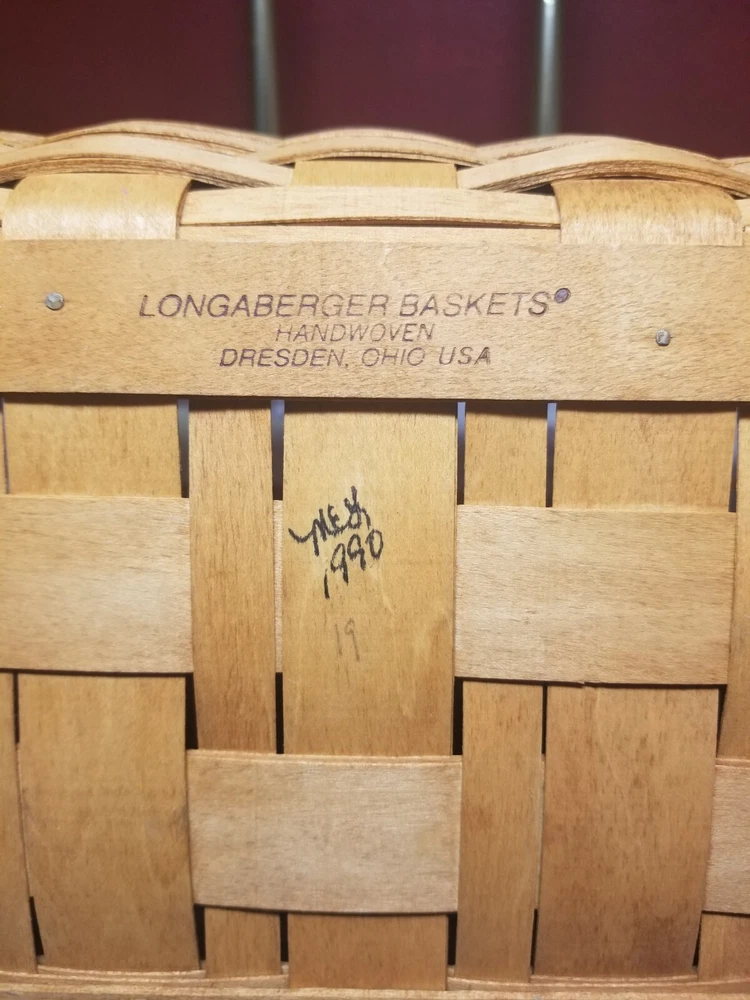 LONGABERGER BASKETS®
HANDWOVEN
DRESDEN, OHIO USA
1990
19